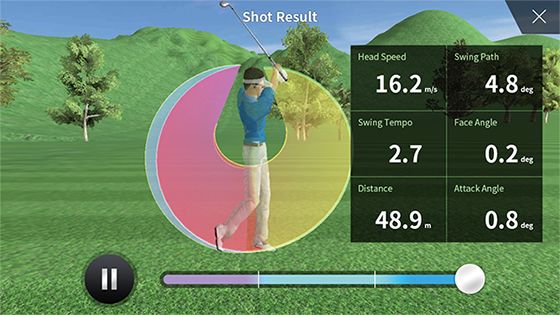 Shot Result
Head Speed
16.2 m/s
Swing Path
4.8 deg
Swing Tempo
2.7
Face Angle
0.2 deg
Distance
48.9 m
Attack Angle
0.8 deg